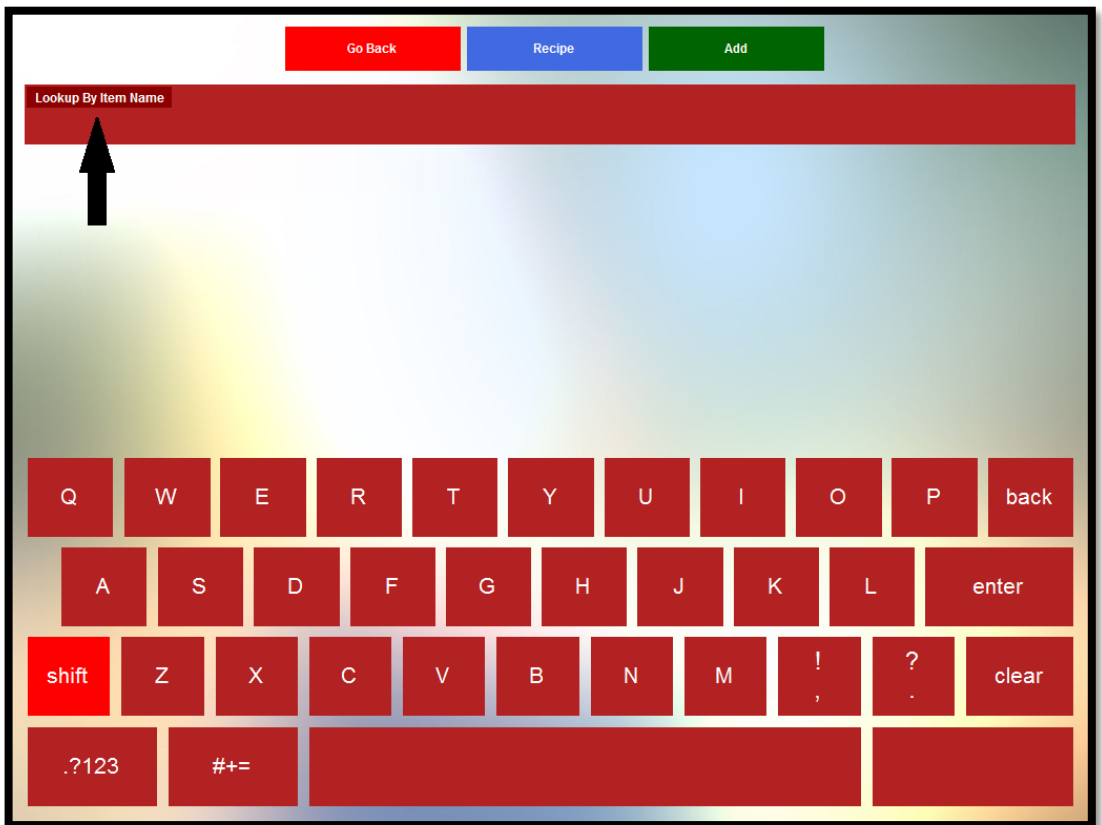 Go Back Recipe Add
Lookup By Item Name
Q W E R T Y U I O P back
A S D F G H J K L enter
shift Z X C V B N M ! , ? . clear
.?123 #+=